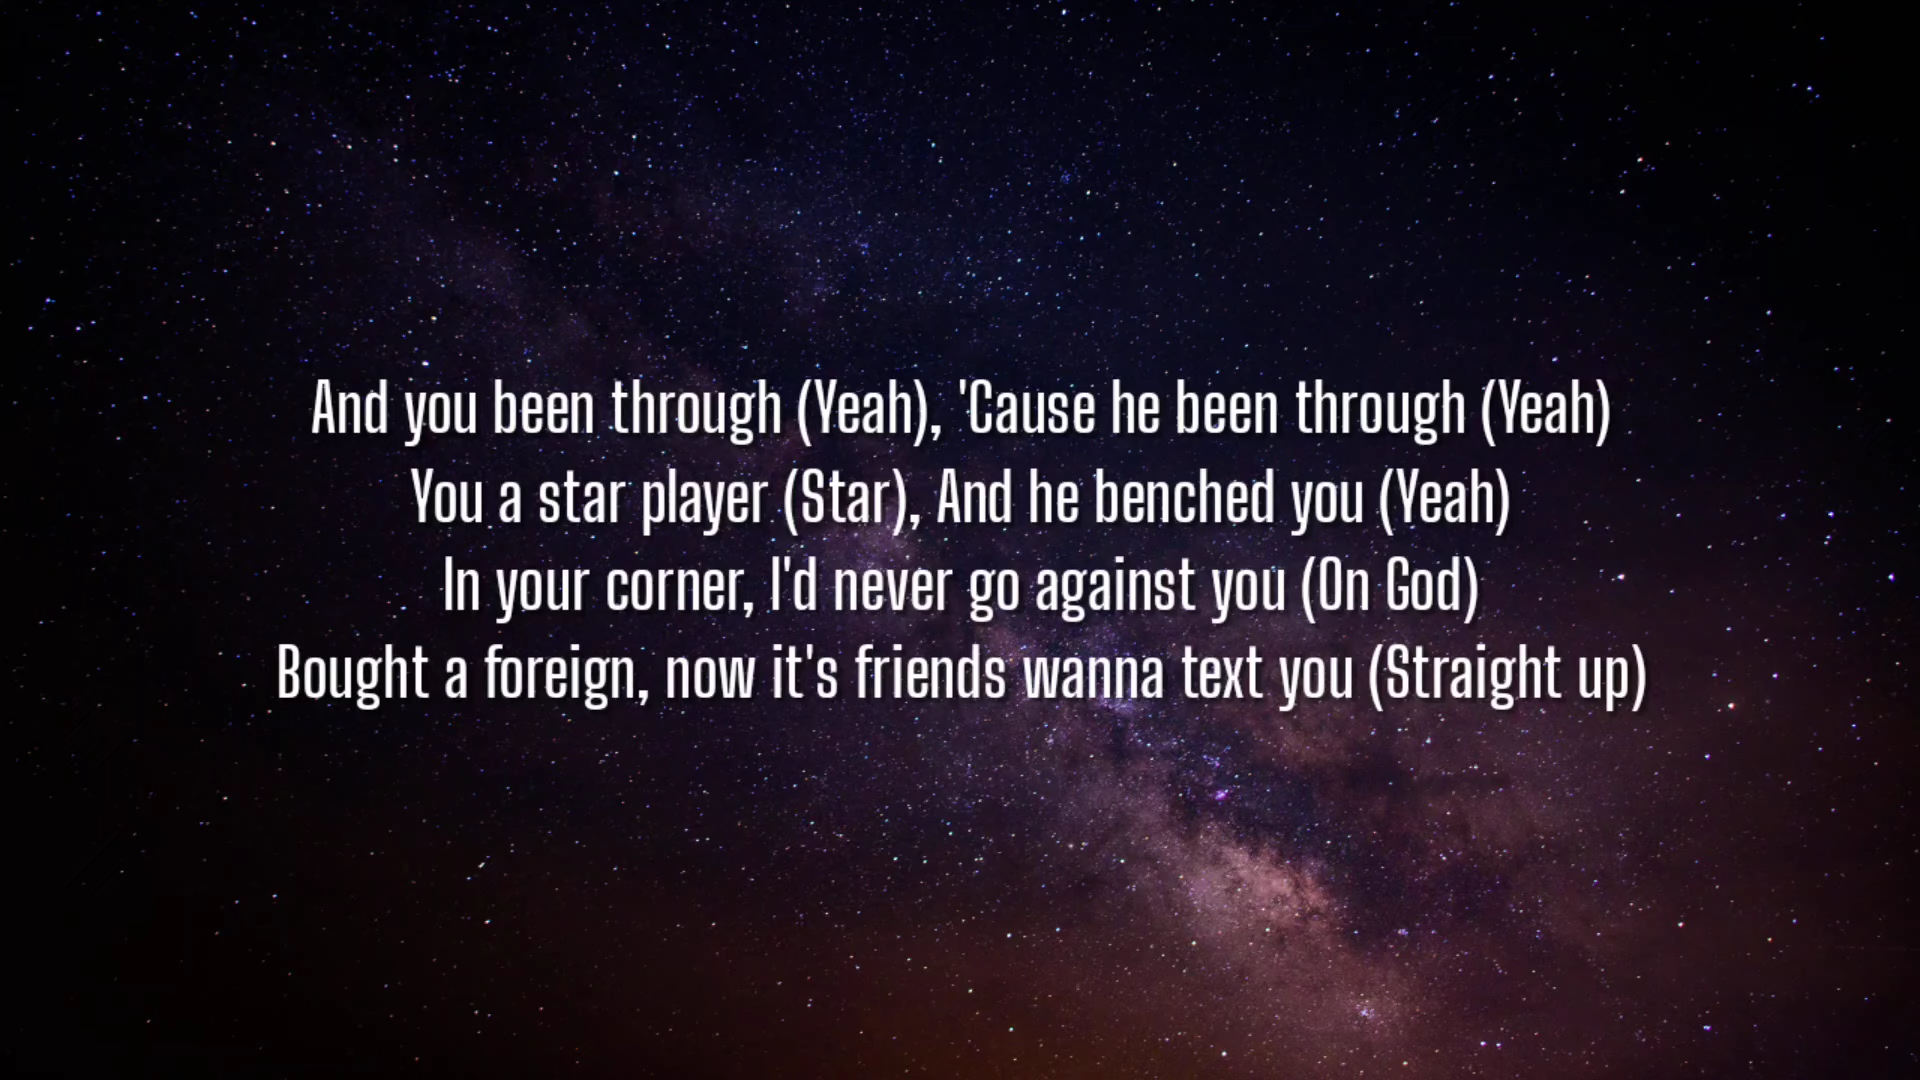 And you been through (Yeah), 'Cause he been through (Yeah)
You a star player (Star), And he benched you (Yeah)
In your corner, I'd never go against you (On God)
Bought a foreign, now it's friends wanna text you (Straight up)